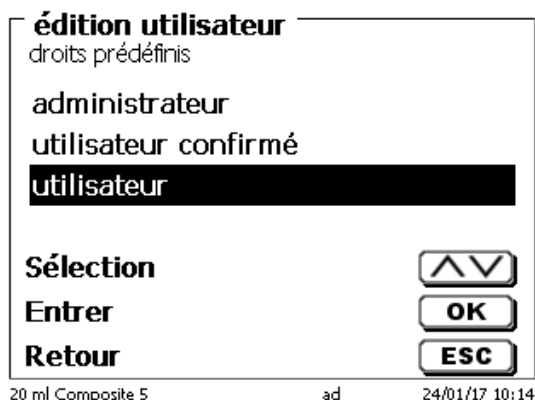 édition utilisateur
droits prédéfinis
administrateur
utilisateur confirmé
utilisateur
Sélection
Entrer OK
Retour ESC
20 ml Composite 5 ad 24/01/17 10:14